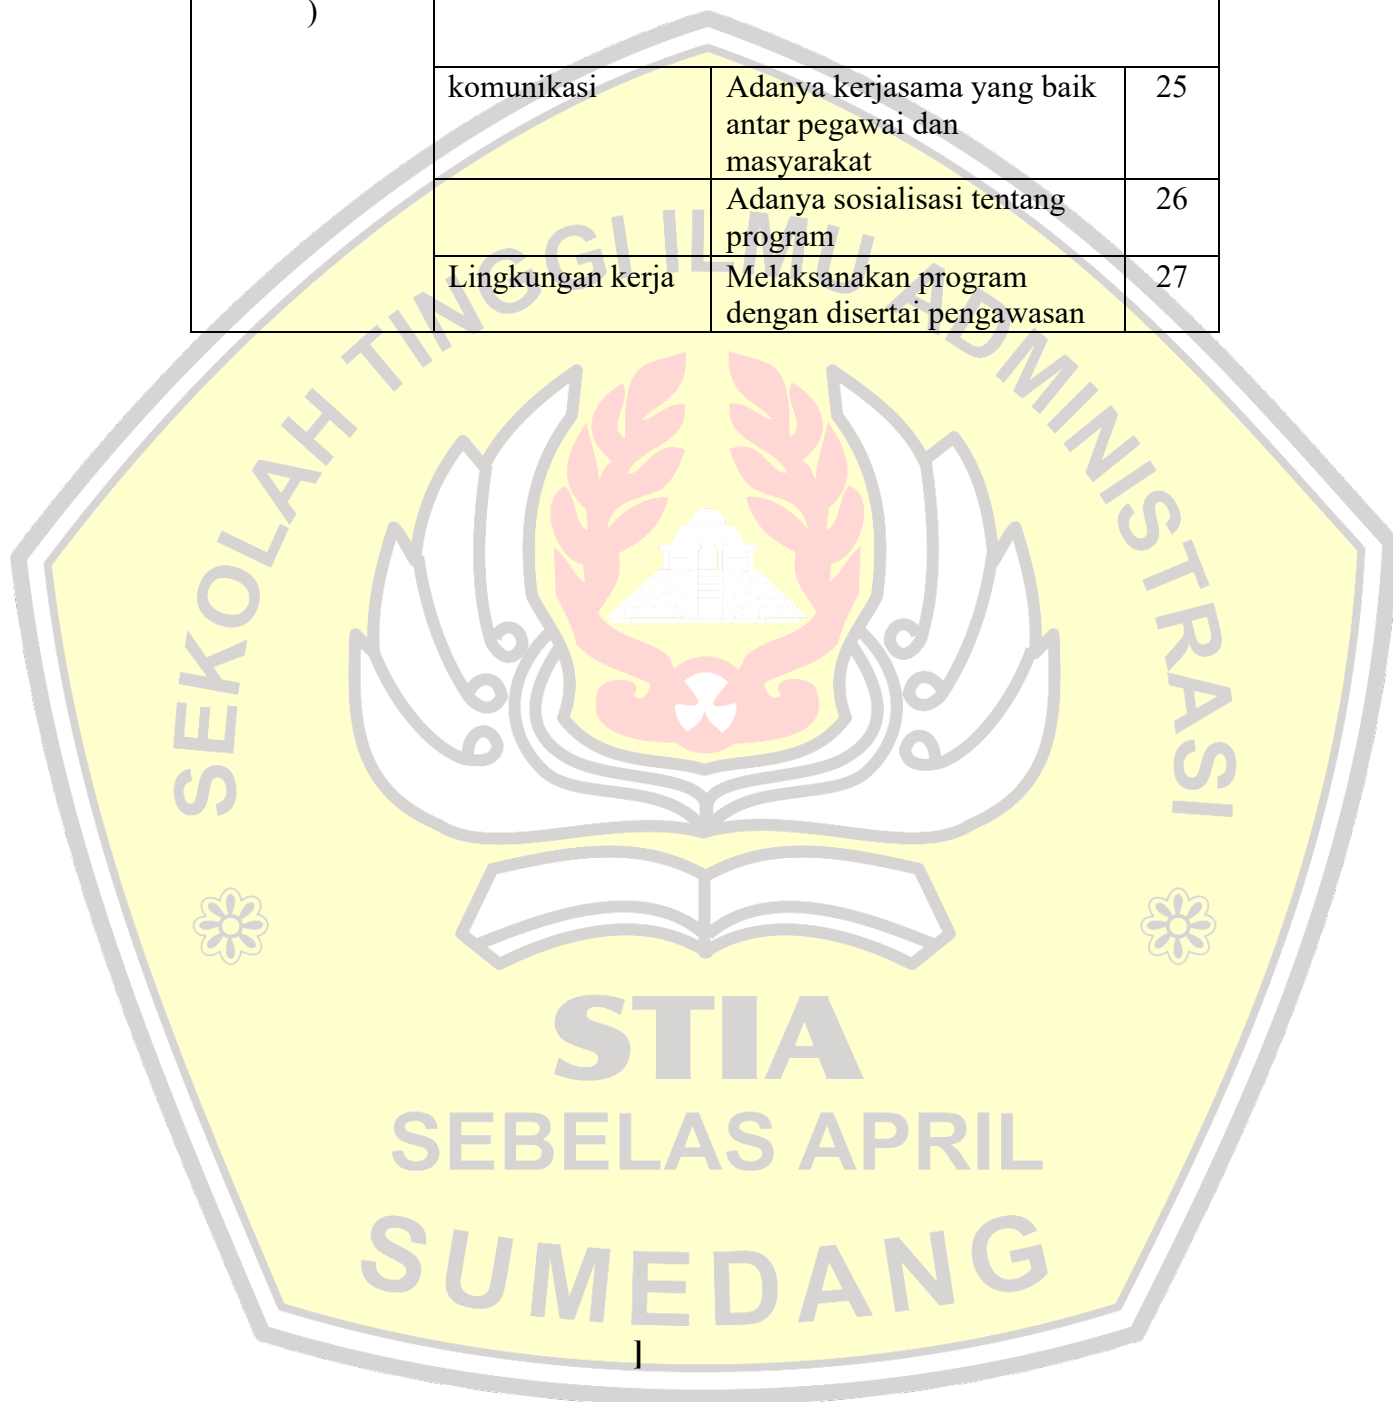 )
komunikasi
Adanya kerjasama yang baik
antar pegawai dan
masyarakat
25
Adanya sosialisasi tentang
program
26
Lingkungan kerja
Melaksanakan program
dengan disertai pengawasan
27
SEKOLAH TINGGI ILMU ADMINISTRASI
STIA
SEBELAS APRIL
SUMEDANG
]